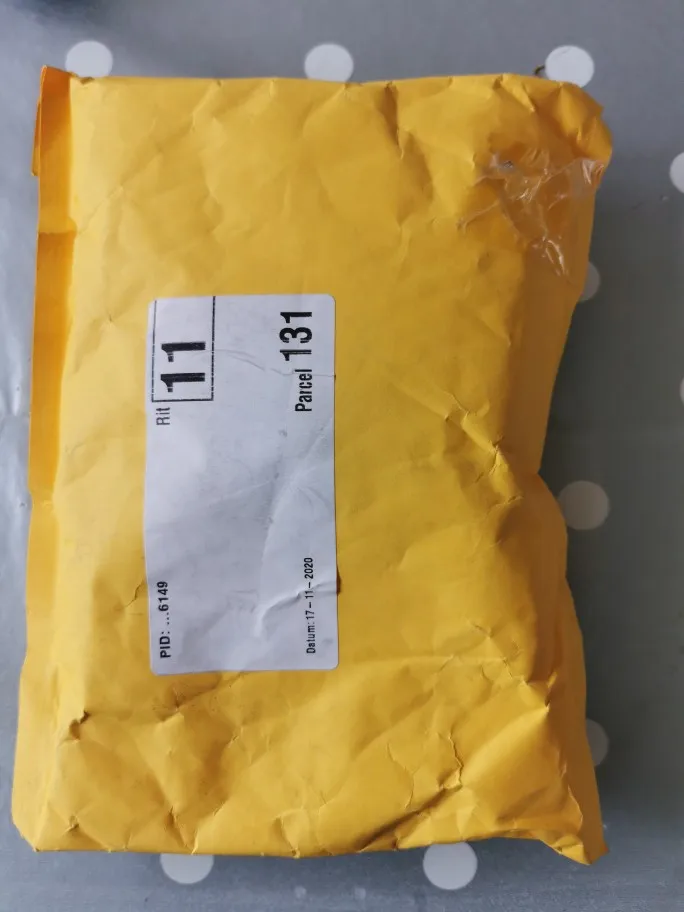 Rit 11
Parcel 131
PID: ...6149
Datum:17-11-2020